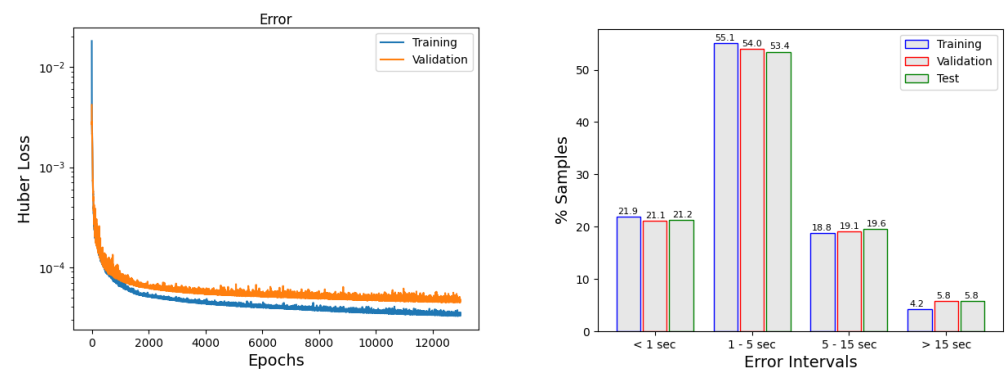 Error
Training
Validation
10⁻²
10⁻³
10⁻⁴
Huber Loss
0 2000 4000 6000 8000 10000 12000
Epochs
Training
Validation
Test
50
40
30
20
10
0
% Samples
21.9 21.1 21.2
55.1 54.0 53.4
18.8 19.1 19.6
4.2 5.8 5.8
< 1 sec 1 - 5 sec 5 - 15 sec > 15 sec
Error Intervals